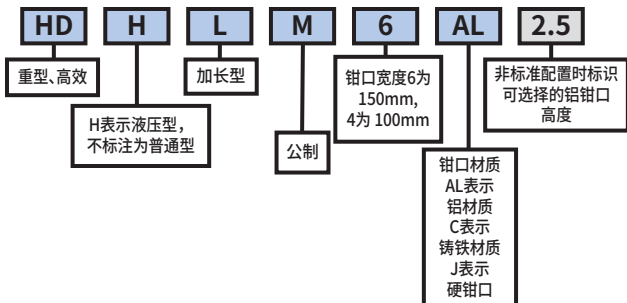 HD H L M 6 AL 2.5
重型、高效
加长型
钳口宽度6为
150mm,
4为 100mm
非标准配置时标识
可选择的铝钳口
高度
H表示液压型，
不标注为普通型
公制
钳口材质
AL表示
铝材质
C表示
铸铁材质
J表示
硬钳口